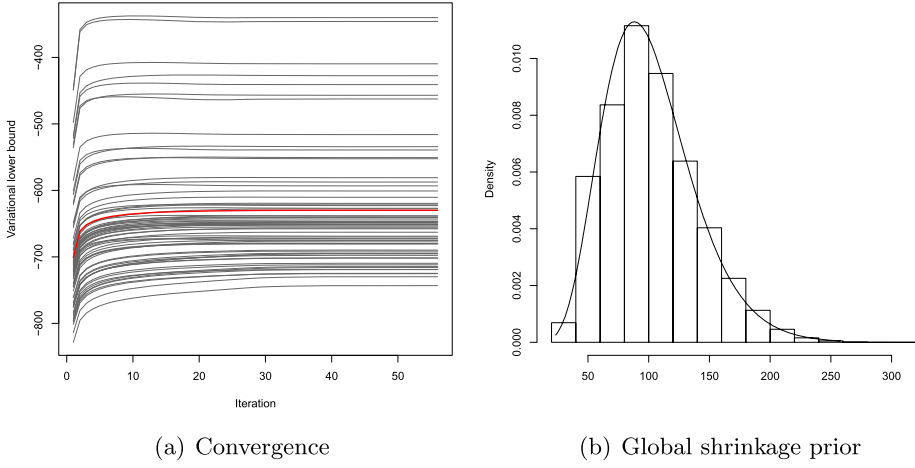 Variational lower bound
-400
-500
-600
-700
-800
0 10 20 30 40 50
Iteration
(a) Convergence
Density
0.010
0.008
0.006
0.004
0.002
0.000
50 100 150 200 250 300
(b) Global shrinkage prior